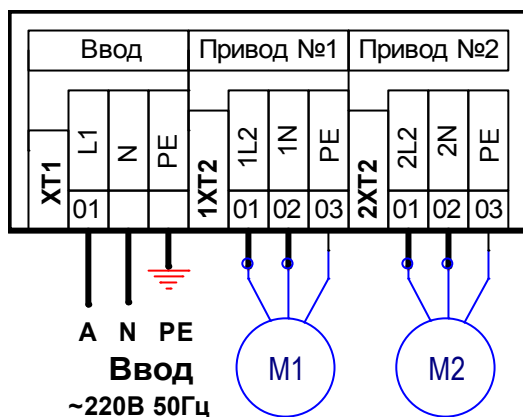 Ввод Привод №1 Привод №2
XT1 L1 N PE 1XT2 1L2 1N PE 2XT2 2L2 2N PE
01 01 02 03 01 02 03
A N PE
Ввод
~220В 50Гц
M1 M2